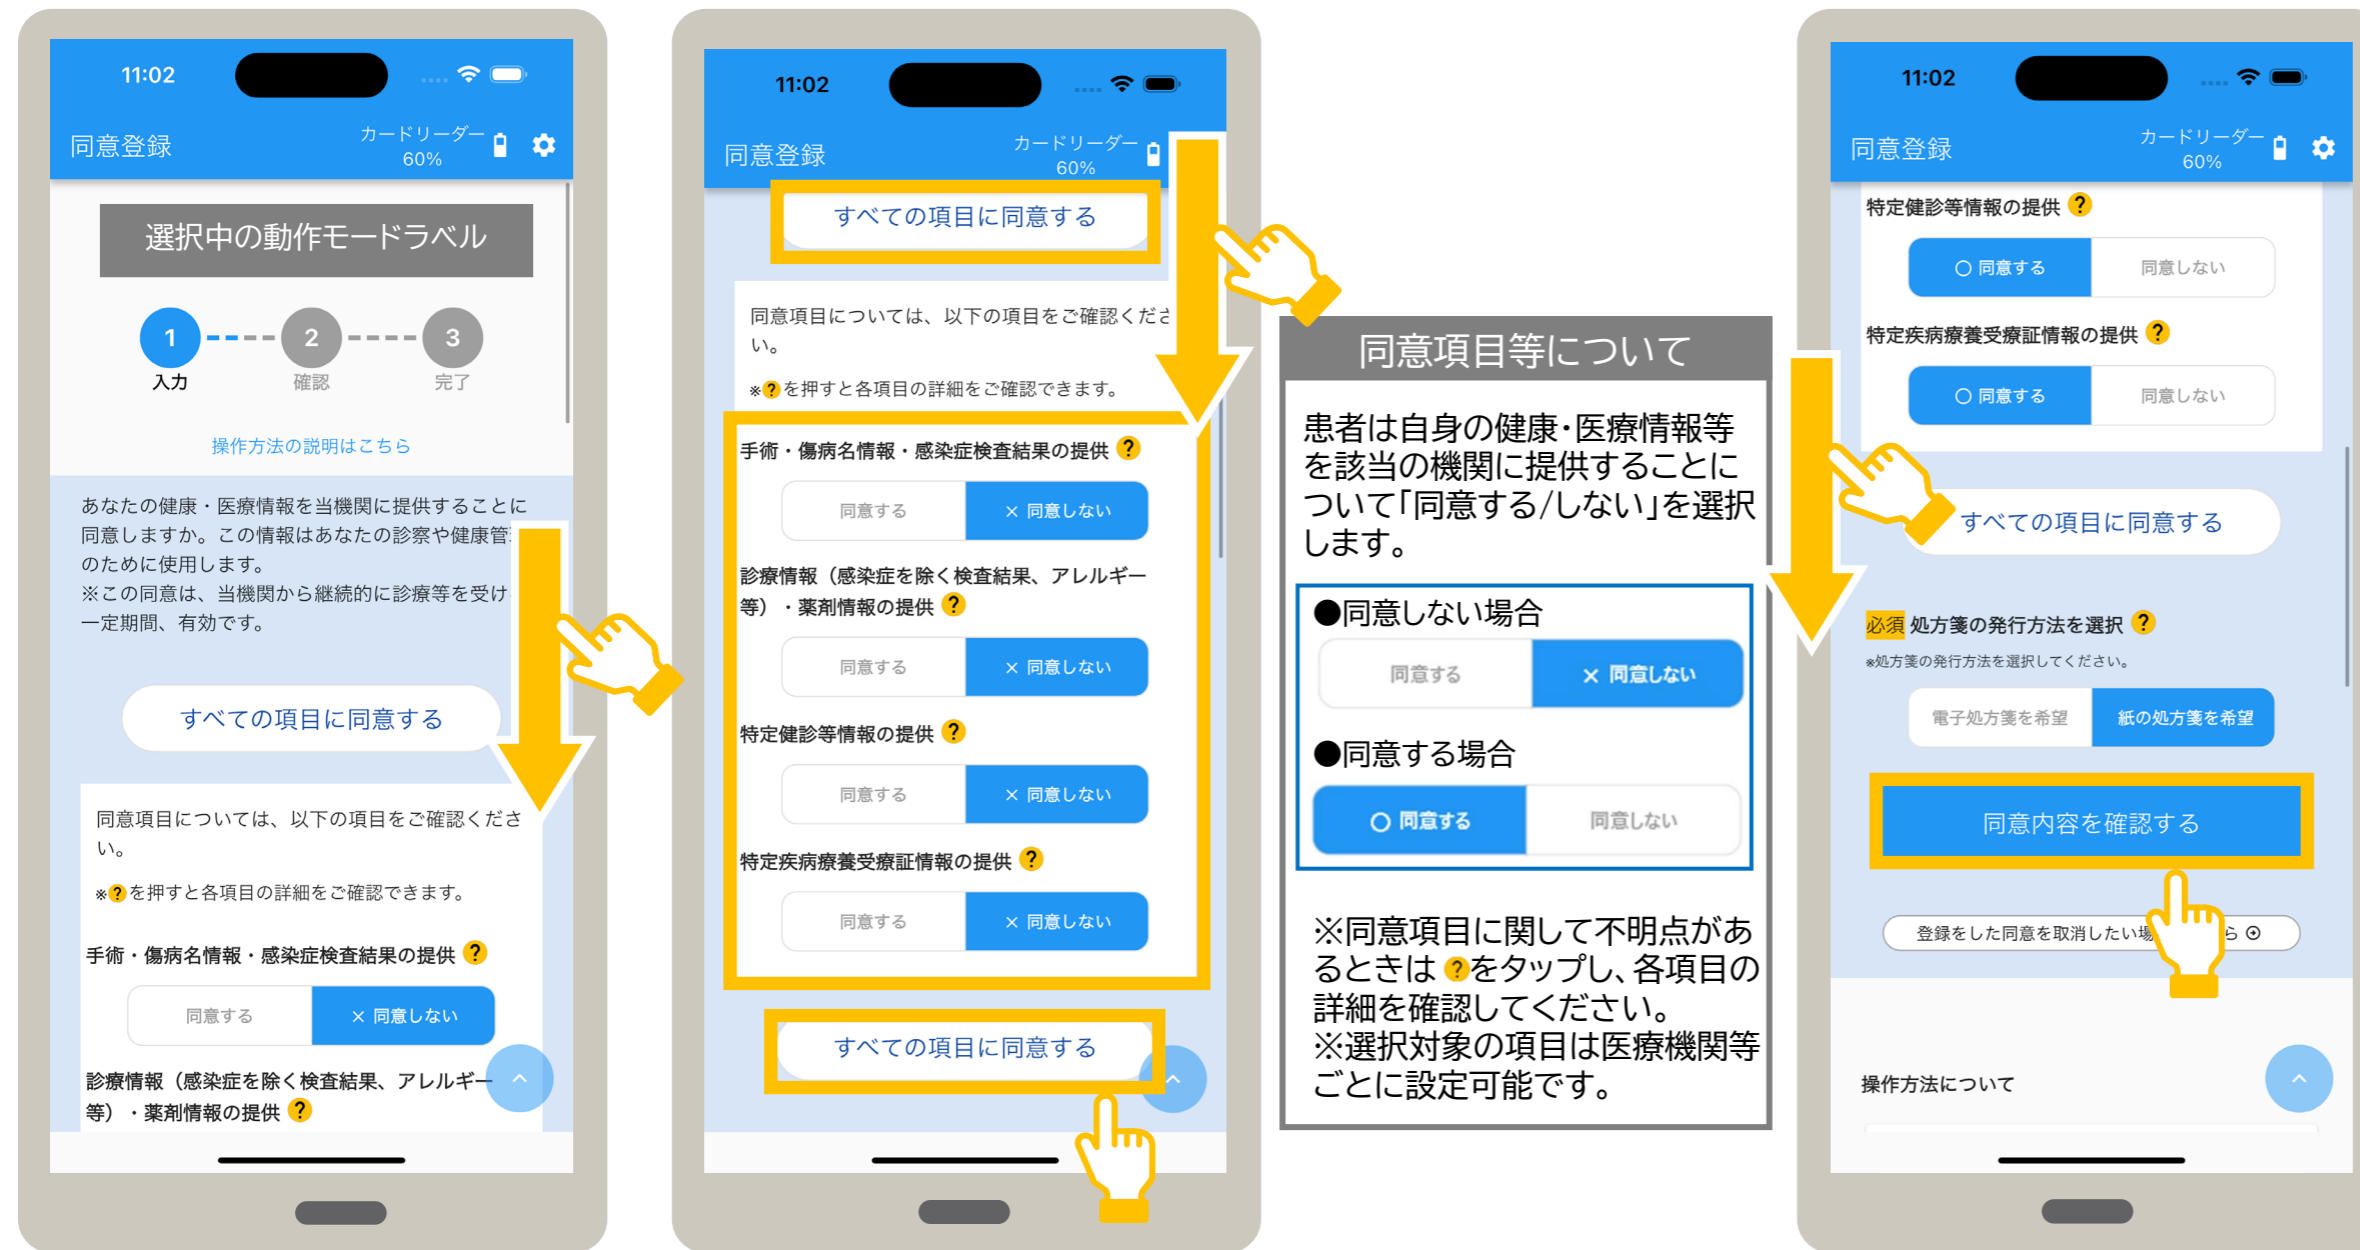 11:02
同意登録
カードリーダー
60%
選択中の動作モードラベル
1
2
3
入力
確認
完了
操作方法の説明はこちら
あなたの健康・医療情報を当機関に提供することに
同意しますか。この情報はあなたの診察や健康管
のために使用します。
※この同意は、当機関から継続的に診療等を受け
一定期間、有効です。
すべての項目に同意する
同意項目については、以下の項目をご確認くださ
い。
※?を押すと各項目の詳細をご確認できます。
手術・傷病名情報・感染症検査結果の提供 ?
同意する
× 同意しない
診療情報（感染症を除く検査結果、アレルギー
等）・薬剤情報の提供 ?
11:02
同意登録
カードリーダー
60%
すべての項目に同意する
同意項目については、以下の項目をご確認くださ
い。
※?を押すと各項目の詳細をご確認できます。
手術・傷病名情報・感染症検査結果の提供 ?
同意する
× 同意しない
診療情報（感染症を除く検査結果、アレルギー
等）・薬剤情報の提供 ?
同意する
× 同意しない
特定健診等情報の提供 ?
同意する
× 同意しない
特定疾病療養受療証情報の提供 ?
同意する
× 同意しない
すべての項目に同意する
同意項目等について
患者は自身の健康・医療情報等
を該当の機関に提供することに
ついて「同意する/しない」を選択
します。
●同意しない場合
同意する
× 同意しない
●同意する場合
○ 同意する
同意しない
※同意項目に関して不明点があ
るときは ?をタップし、各項目の
詳細を確認してください。
※選択対象の項目は医療機関等
ごとに設定可能です。
11:02
同意登録
カードリーダー
60%
特定健診等情報の提供 ?
○ 同意する
同意しない
特定疾病療養受療証情報の提供 ?
○ 同意する
同意しない
すべての項目に同意する
必須 処方箋の発行方法を選択 ?
※処方箋の発行方法を選択してください。
電子処方箋を希望
紙の処方箋を希望
同意内容を確認する
登録をした同意を取消したい場 ら
操作方法について